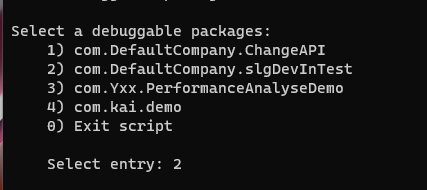 Select a debuggable packages:
1) com.DefaultCompany.ChangeAPI
2) com.DefaultCompany.slgDevInTest
3) com.Yxx.PerformanceAnalyseDemo
4) com.kai.demo
0) Exit script
Select entry: 2